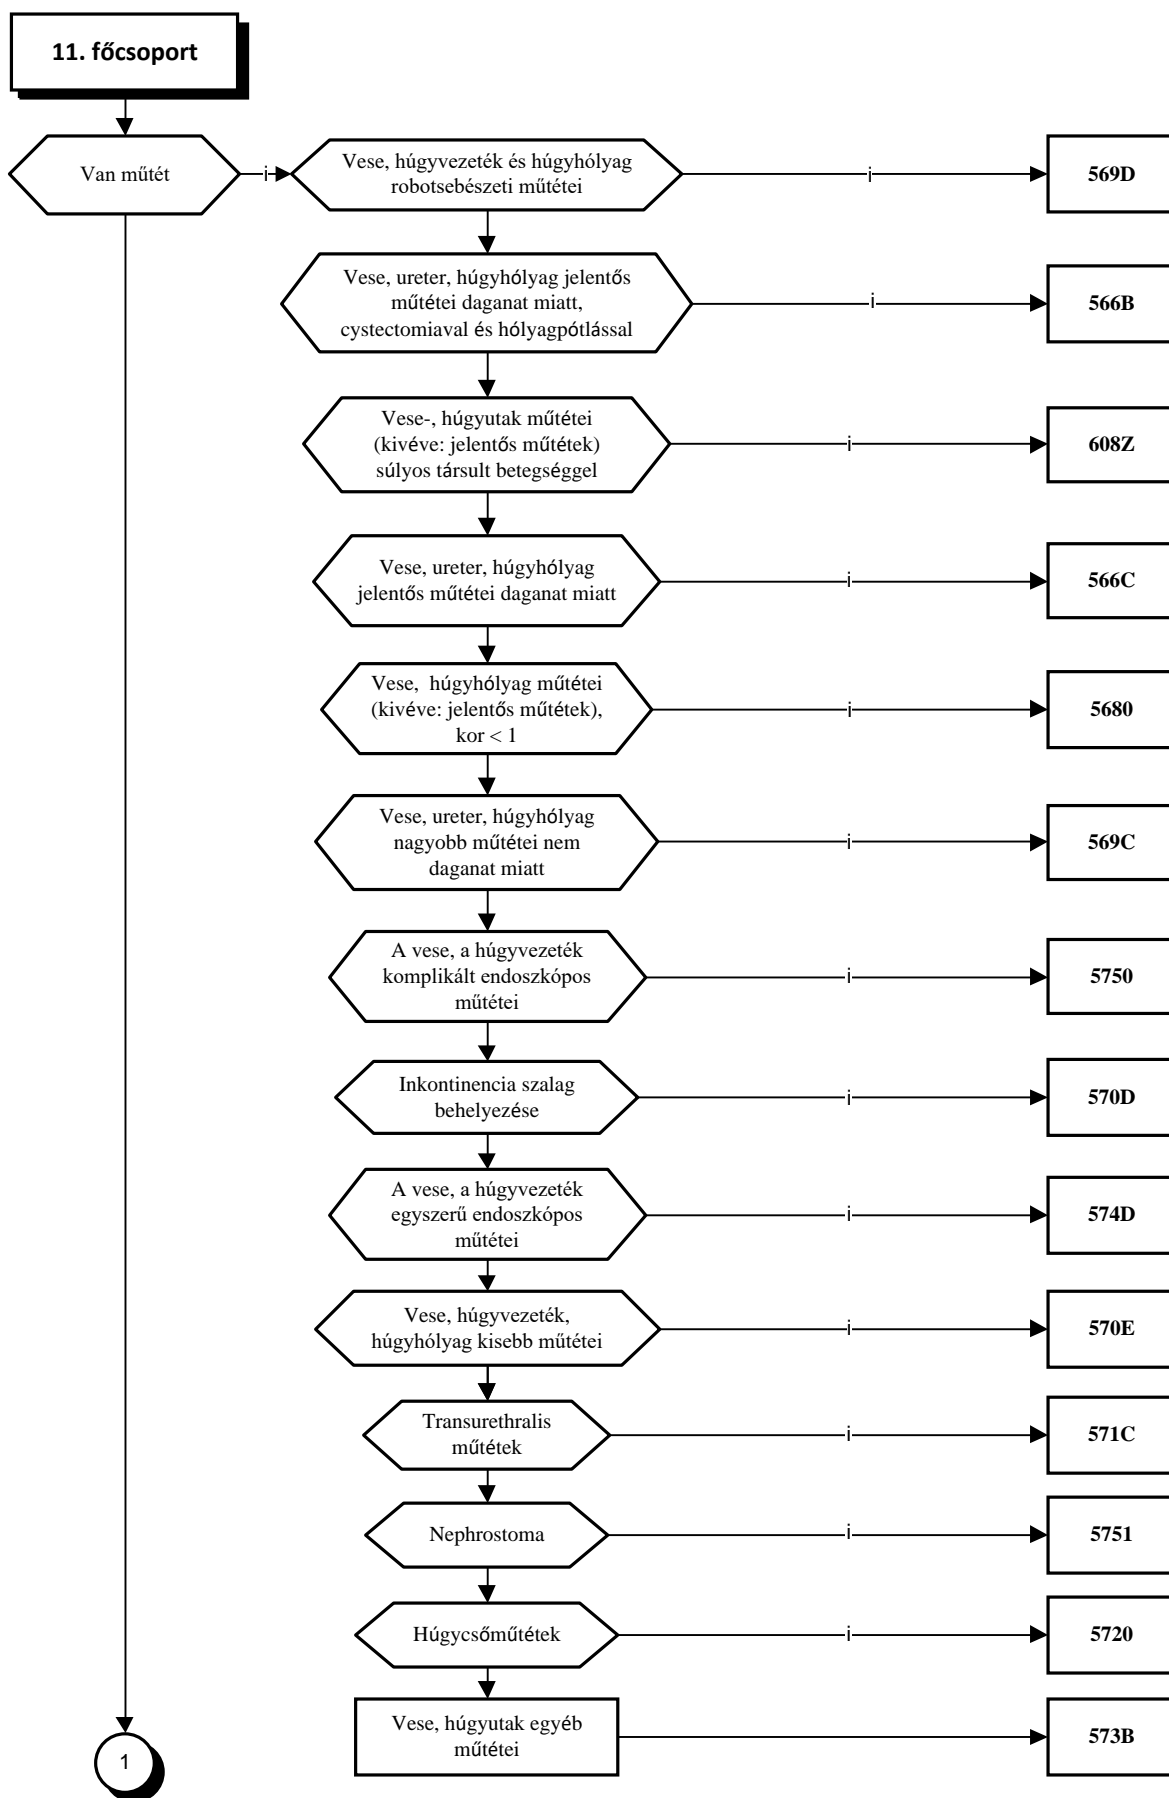 11. főcsoport
Van műtét
i
Vese, húgyvezeték és húgyhólyag
robotsebészeti műtétei
i
569D
Vese, ureter, húgyhólyag jelentős
műtétei daganat miatt,
cystectomiaval és hólyagpótlással
i
566B
Vese-, húgyutak műtétei
(kivéve: jelentős műtétek)
súlyos társult betegséggel
i
608Z
Vese, ureter, húgyhólyag
jelentős műtétei daganat miatt
i
566C
Vese, húgyhólyag műtétei
(kivéve: jelentős műtétek),
kor < 1
i
5680
Vese, ureter, húgyhólyag
nagyobb műtétei nem
daganat miatt
i
569C
A vese, a húgyvezeték
komplikált endoszkópos
műtétei
i
5750
Inkontinencia szalag
behelyezése
i
570D
A vese, a húgyvezeték
egyszerű endoszkópos
műtétei
i
574D
Vese, húgyvezeték,
húgyhólyag kisebb műtétei
i
570E
Transurethralis
műtétek
i
571C
Nephrostoma
i
5751
Húgycsőműtétek
i
5720
Vese, húgyutak egyéb
műtétei
573B
1